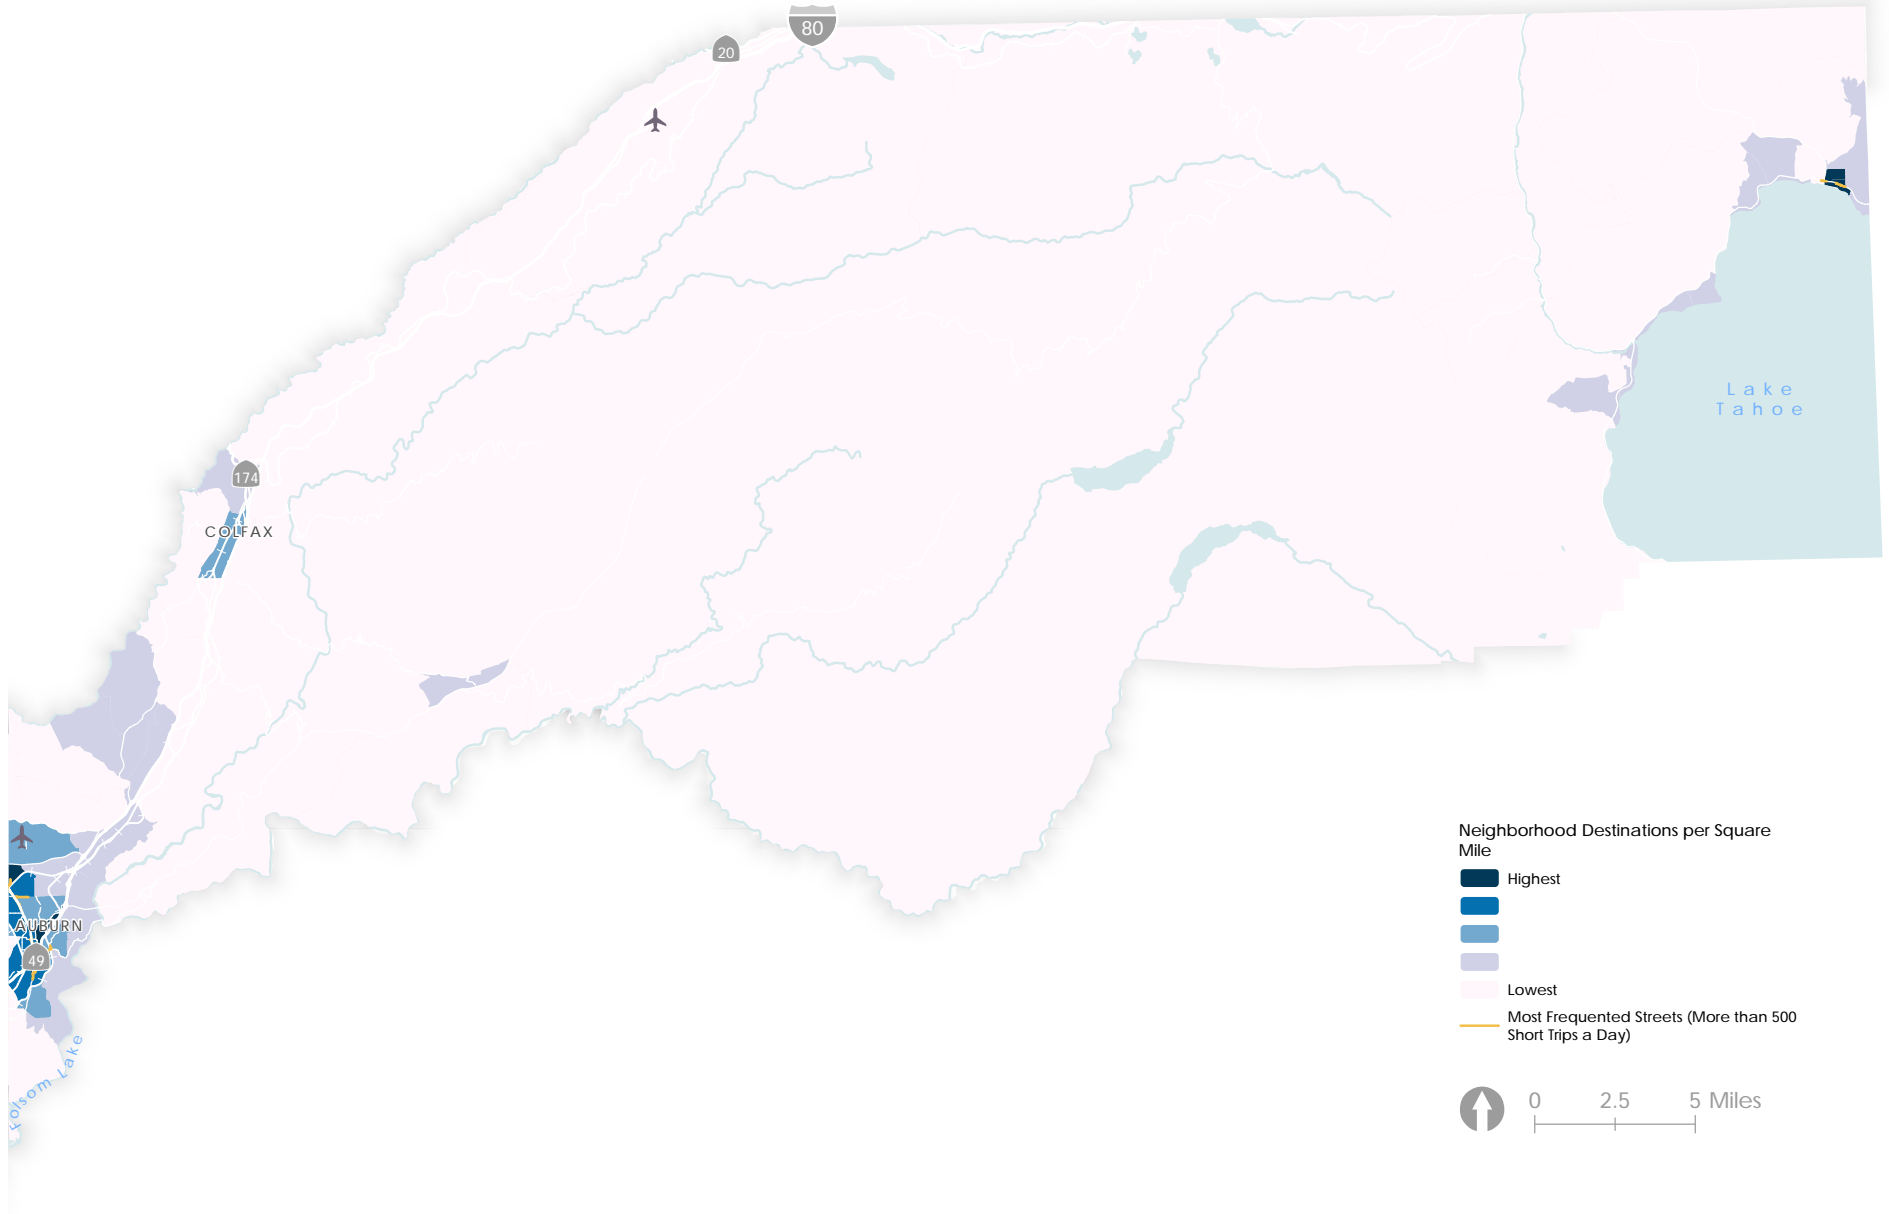 80
20
Lake
Tahoe
174
COLFAX
AUBURN
49
Folsom Lake
Neighborhood Destinations per Square
Mile
Highest
Lowest
Most Frequented Streets (More than 500
Short Trips a Day)
0 2.5 5 Miles